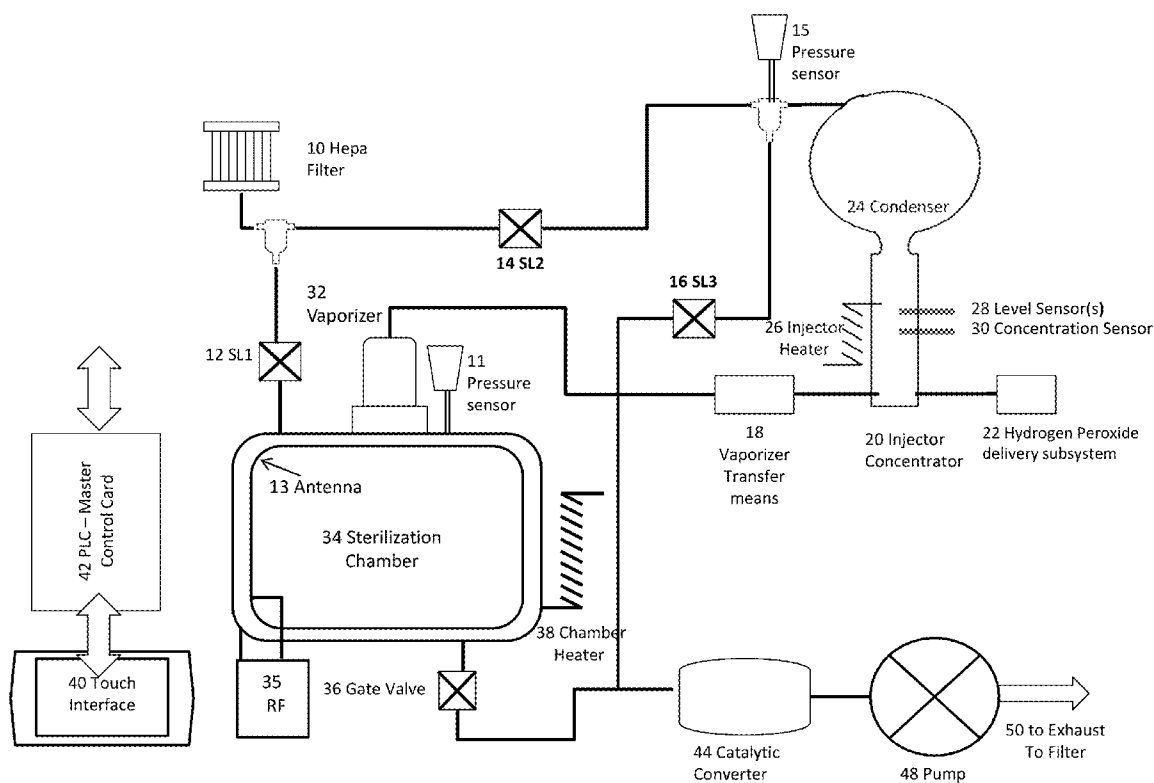 15
Pressure
sensor
10 Hepa
Filter
24 Condenser
14 SL2
16 SL3
32
Vaporizer
28 Level Sensor(s)
30 Concentration Sensor
26 Injector
Heater
12 SL1
11
Pressure
sensor
18
Vaporizer
Transfer
means
20 Injector
Concentrator
22 Hydrogen Peroxide
delivery subsystem
13 Antenna
34 Sterilization
Chamber
42 PLC – Master
Control Card
38 Chamber
Heater
40 Touch
Interface
35
RF
36 Gate Valve
44 Catalytic
Converter
48 Pump
50 to Exhaust
To Filter